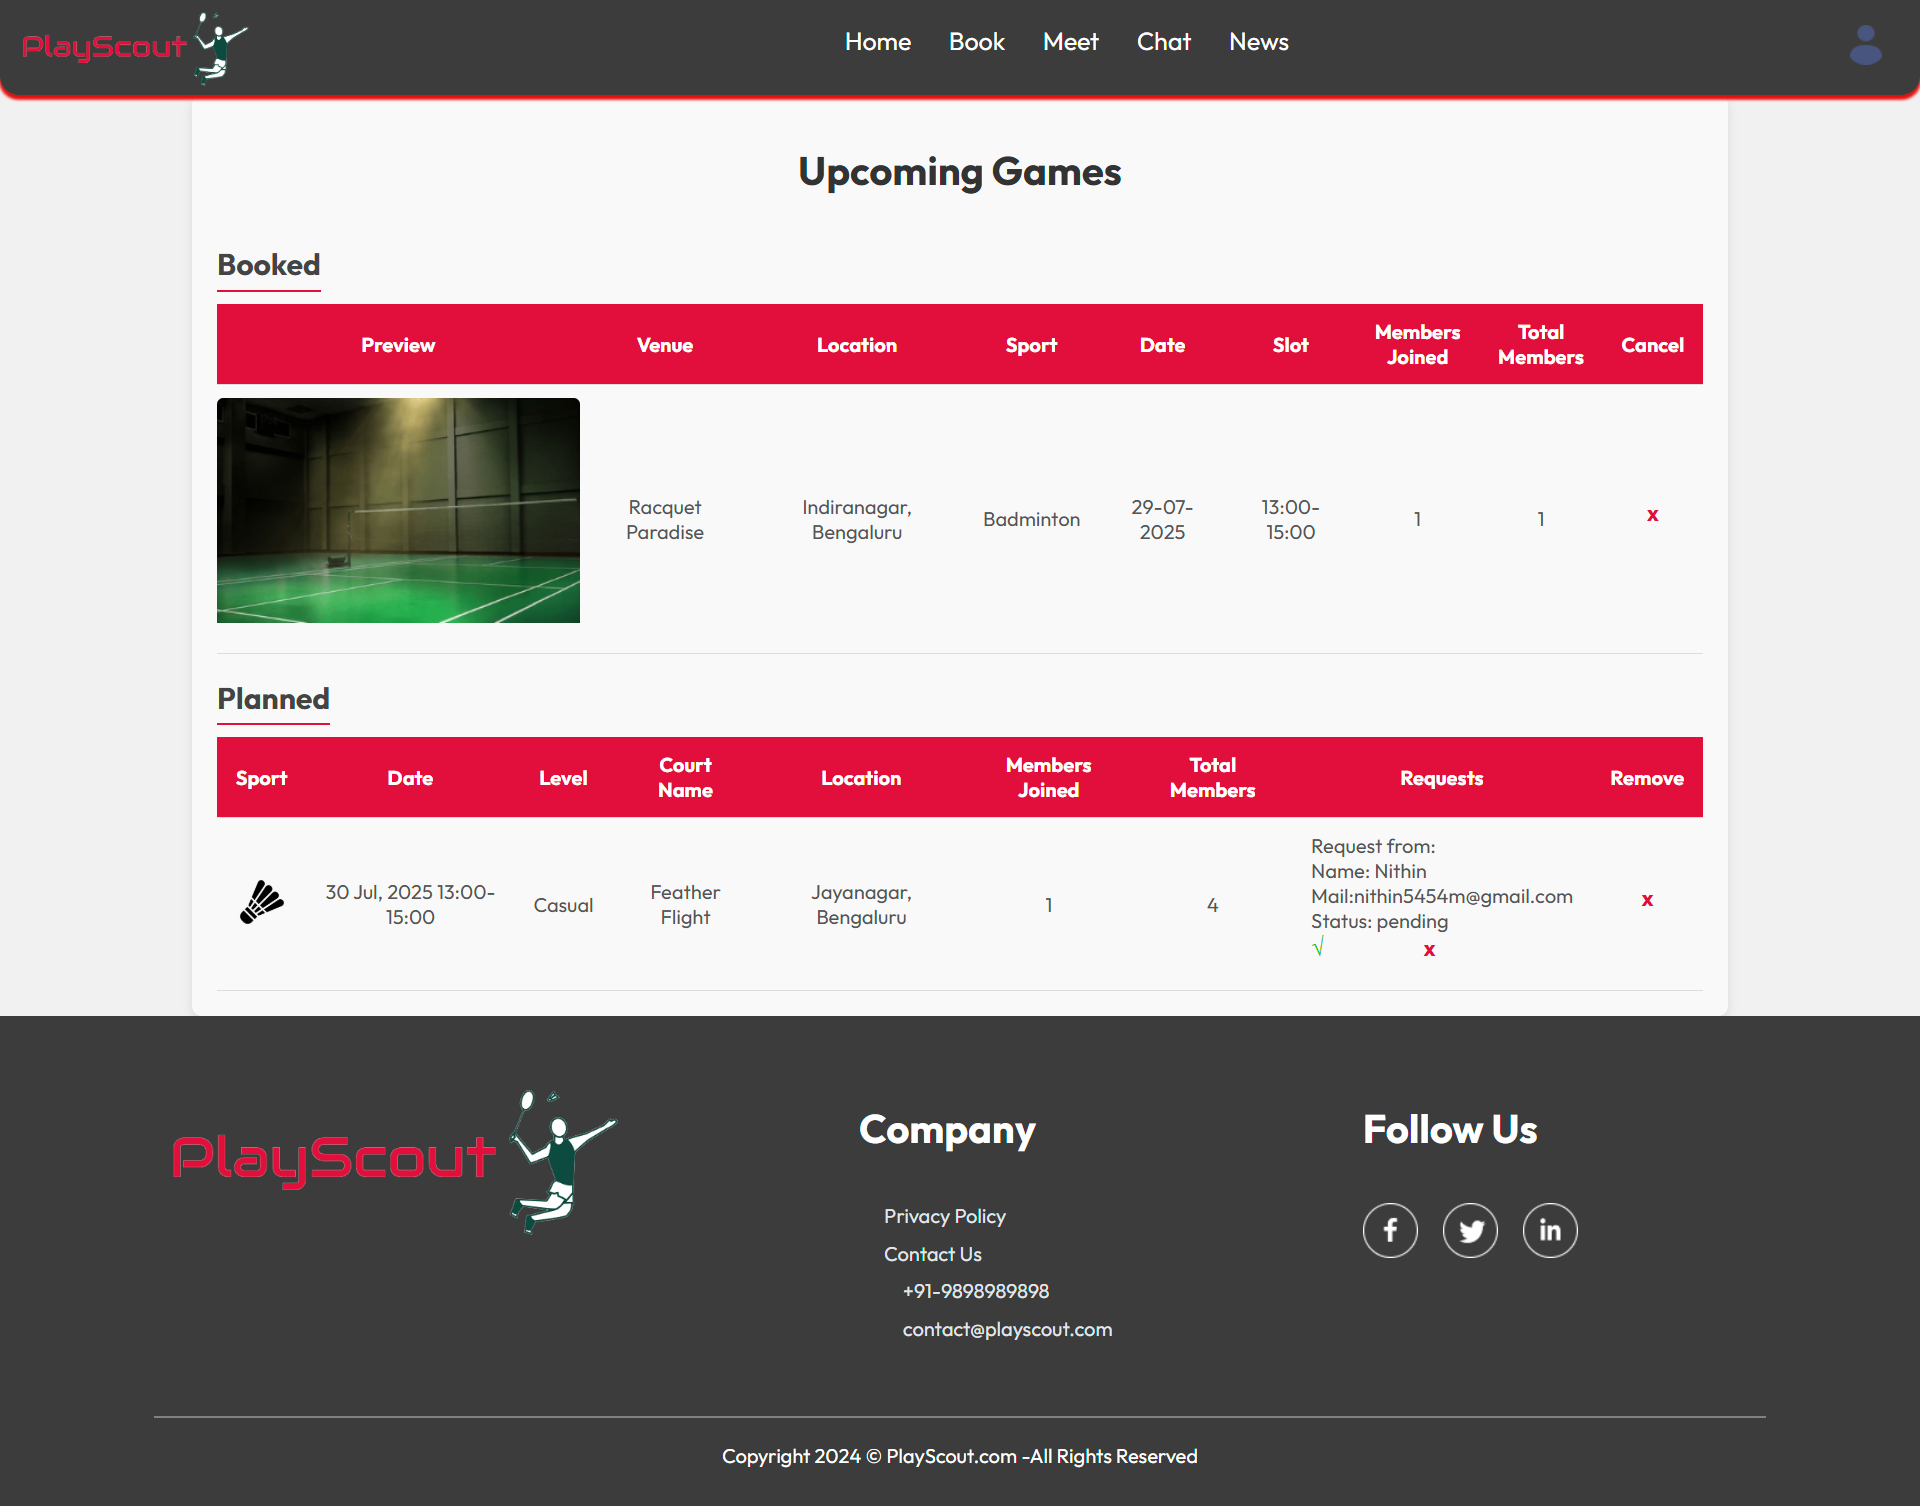 PlayScout
Home Book Meet Chat News
Upcoming Games
Booked
Preview Venue Location Sport Date Slot Members Joined Total Members Cancel
Racquet Paradise Indiranagar, Bengaluru Badminton 29-07-2025 13:00-15:00 1 1 x
Planned
Sport Date Level Court Name Location Members Joined Total Members Requests Remove
30 Jul, 2025 13:00-15:00 Casual Feather Flight Jayanagar, Bengaluru 1 4
Request from:
Name: Nithin
Mail:nithin5454m@gmail.com
Status: pending
√ x
x
PlayScout
Company
Privacy Policy
Contact Us
+91-9898989898
contact@playscout.com
Follow Us
f in
Copyright 2024 © PlayScout.com -All Rights Reserved